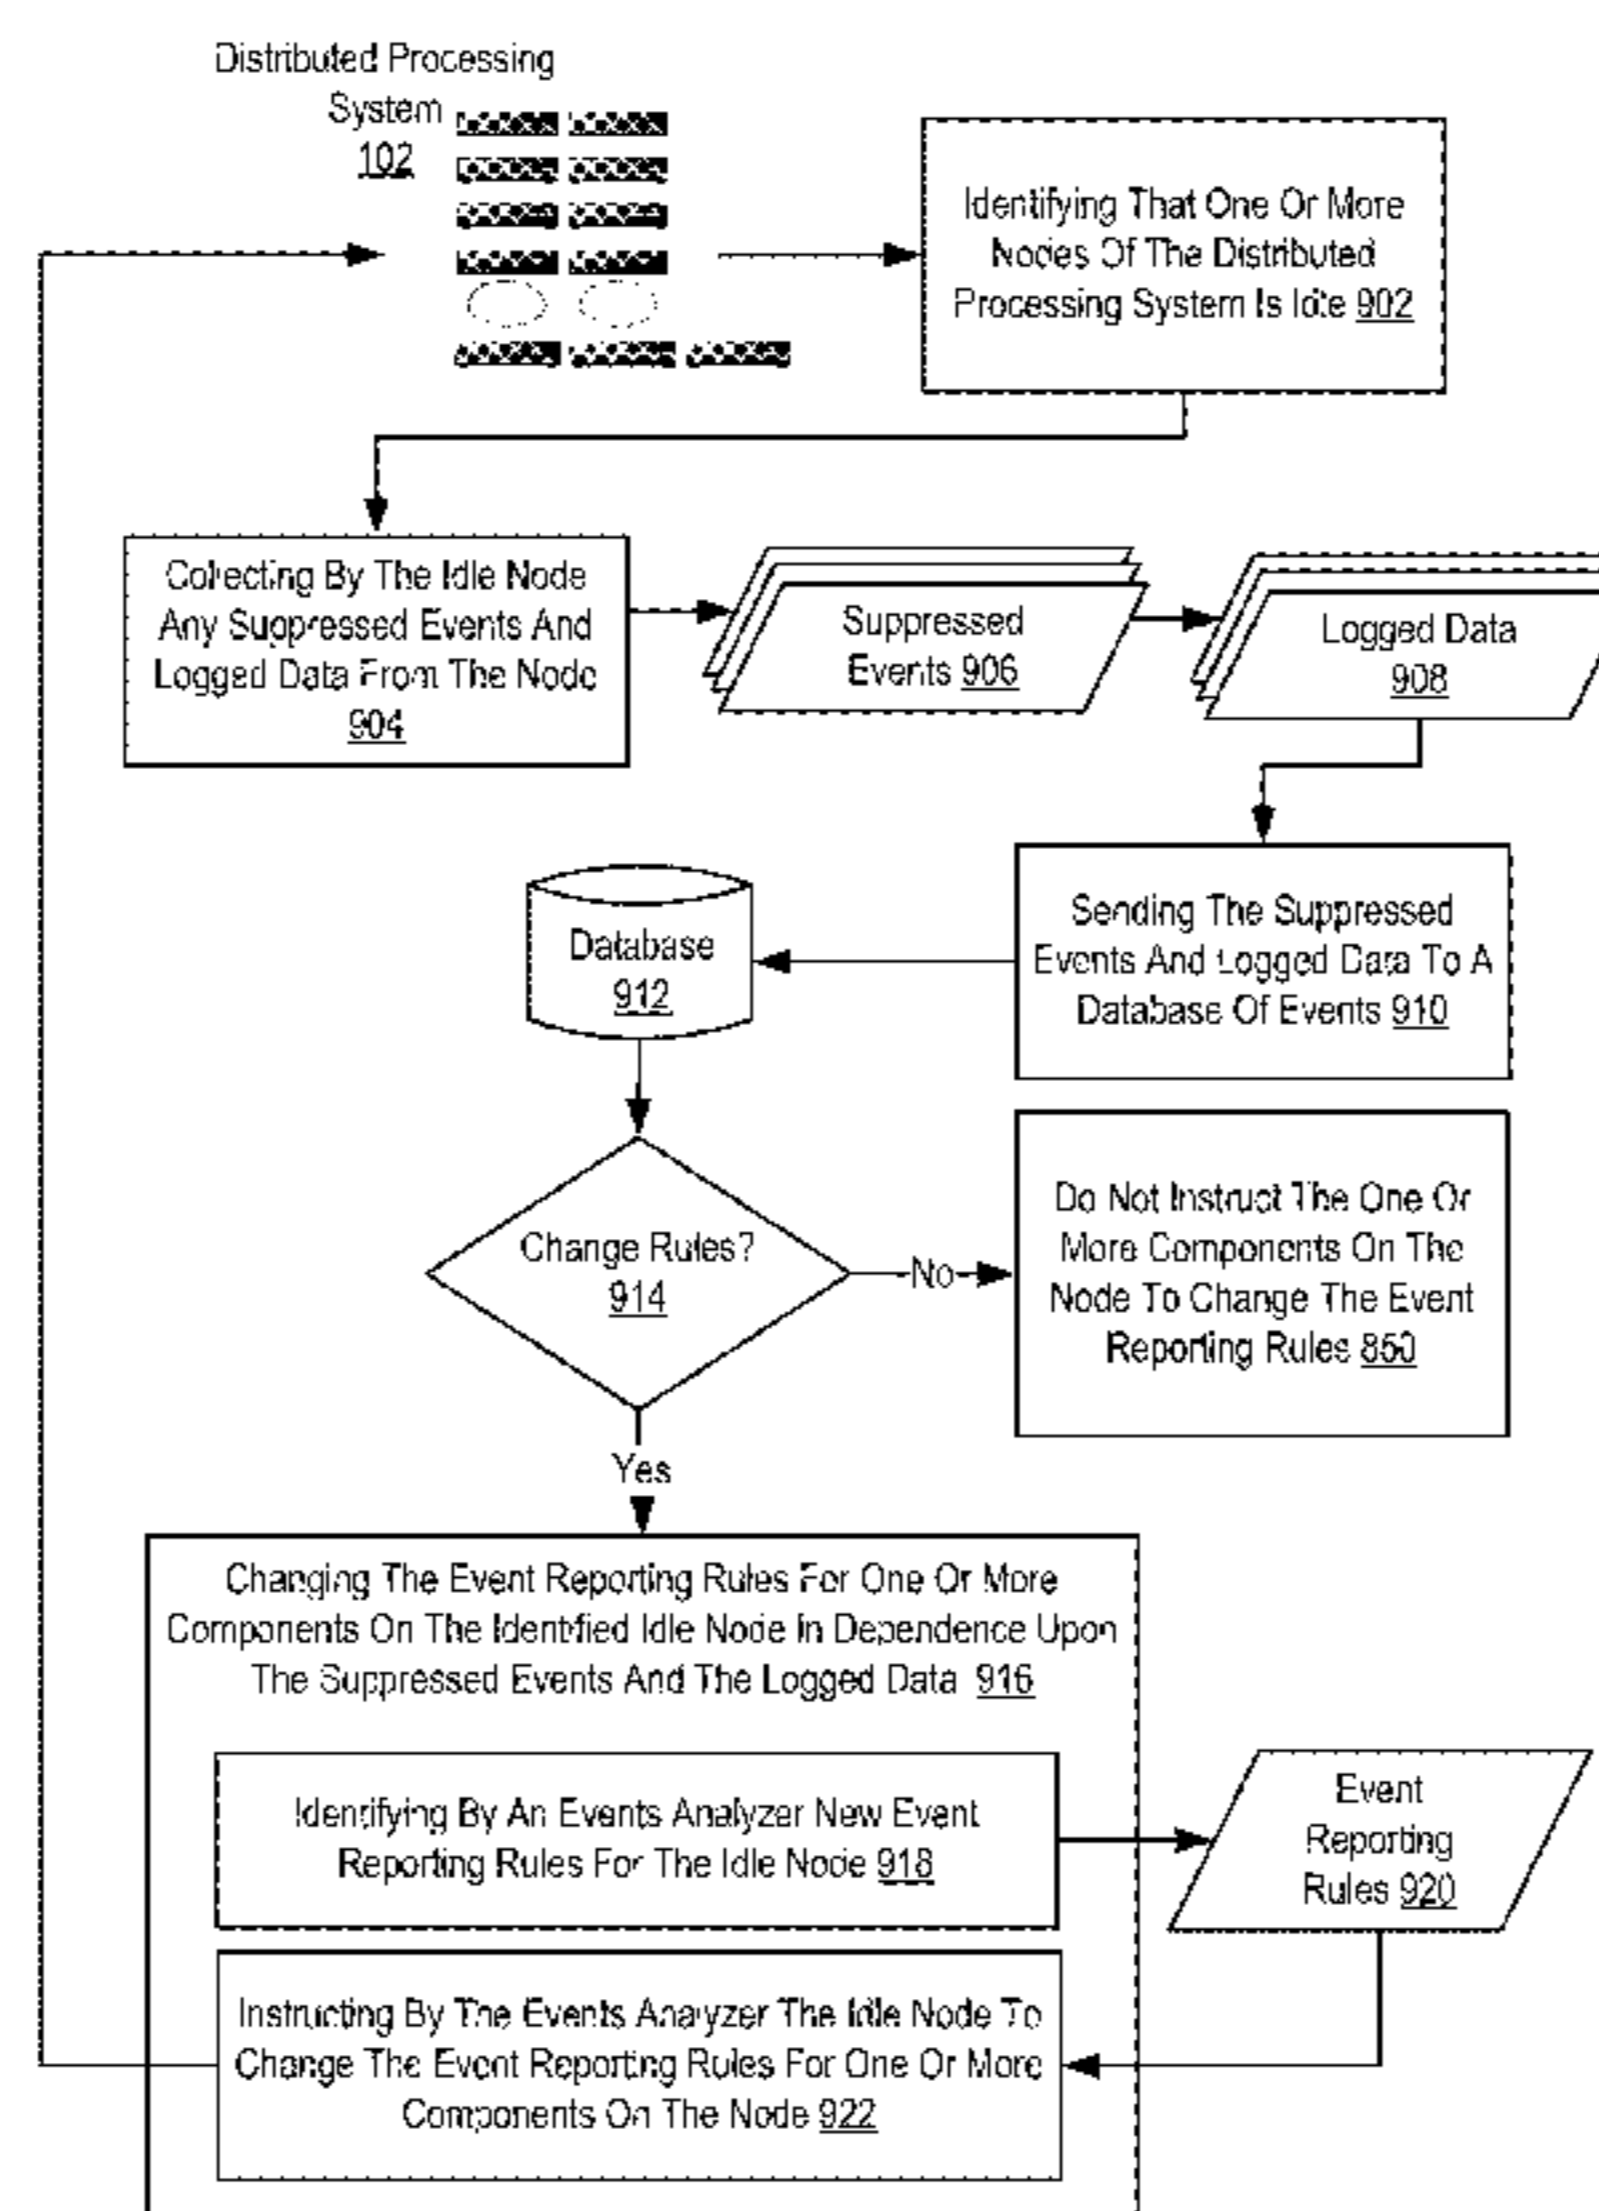 Distributed Processing
System
102
Identifying That One Or More
Nodes Of The Distributed
Processing System Is Idle 902
Collecting By The Idle Node
Any Suppressed Events And
Logged Data From The Node
904
Suppressed
Events 906
Logged Data
908
Sending The Suppressed
Events And Logged Data To A
Database Of Events 910
Database
912
Change Rules?
914
No
Do Not Instruct The One Or
More Components On The
Node To Change The Event
Reporting Rules 850
Yes
Changing The Event Reporting Rules For One Or More
Components On The Identified Idle Node In Dependence Upon
The Suppressed Events And The Logged Data 916
Identifying By An Events Analyzer New Event
Reporting Rules For The Idle Node 918
Event
Reporting
Rules 920
Instructing By The Events Analyzer The Idle Node To
Change The Event Reporting Rules For One Or More
Components On The Node 922